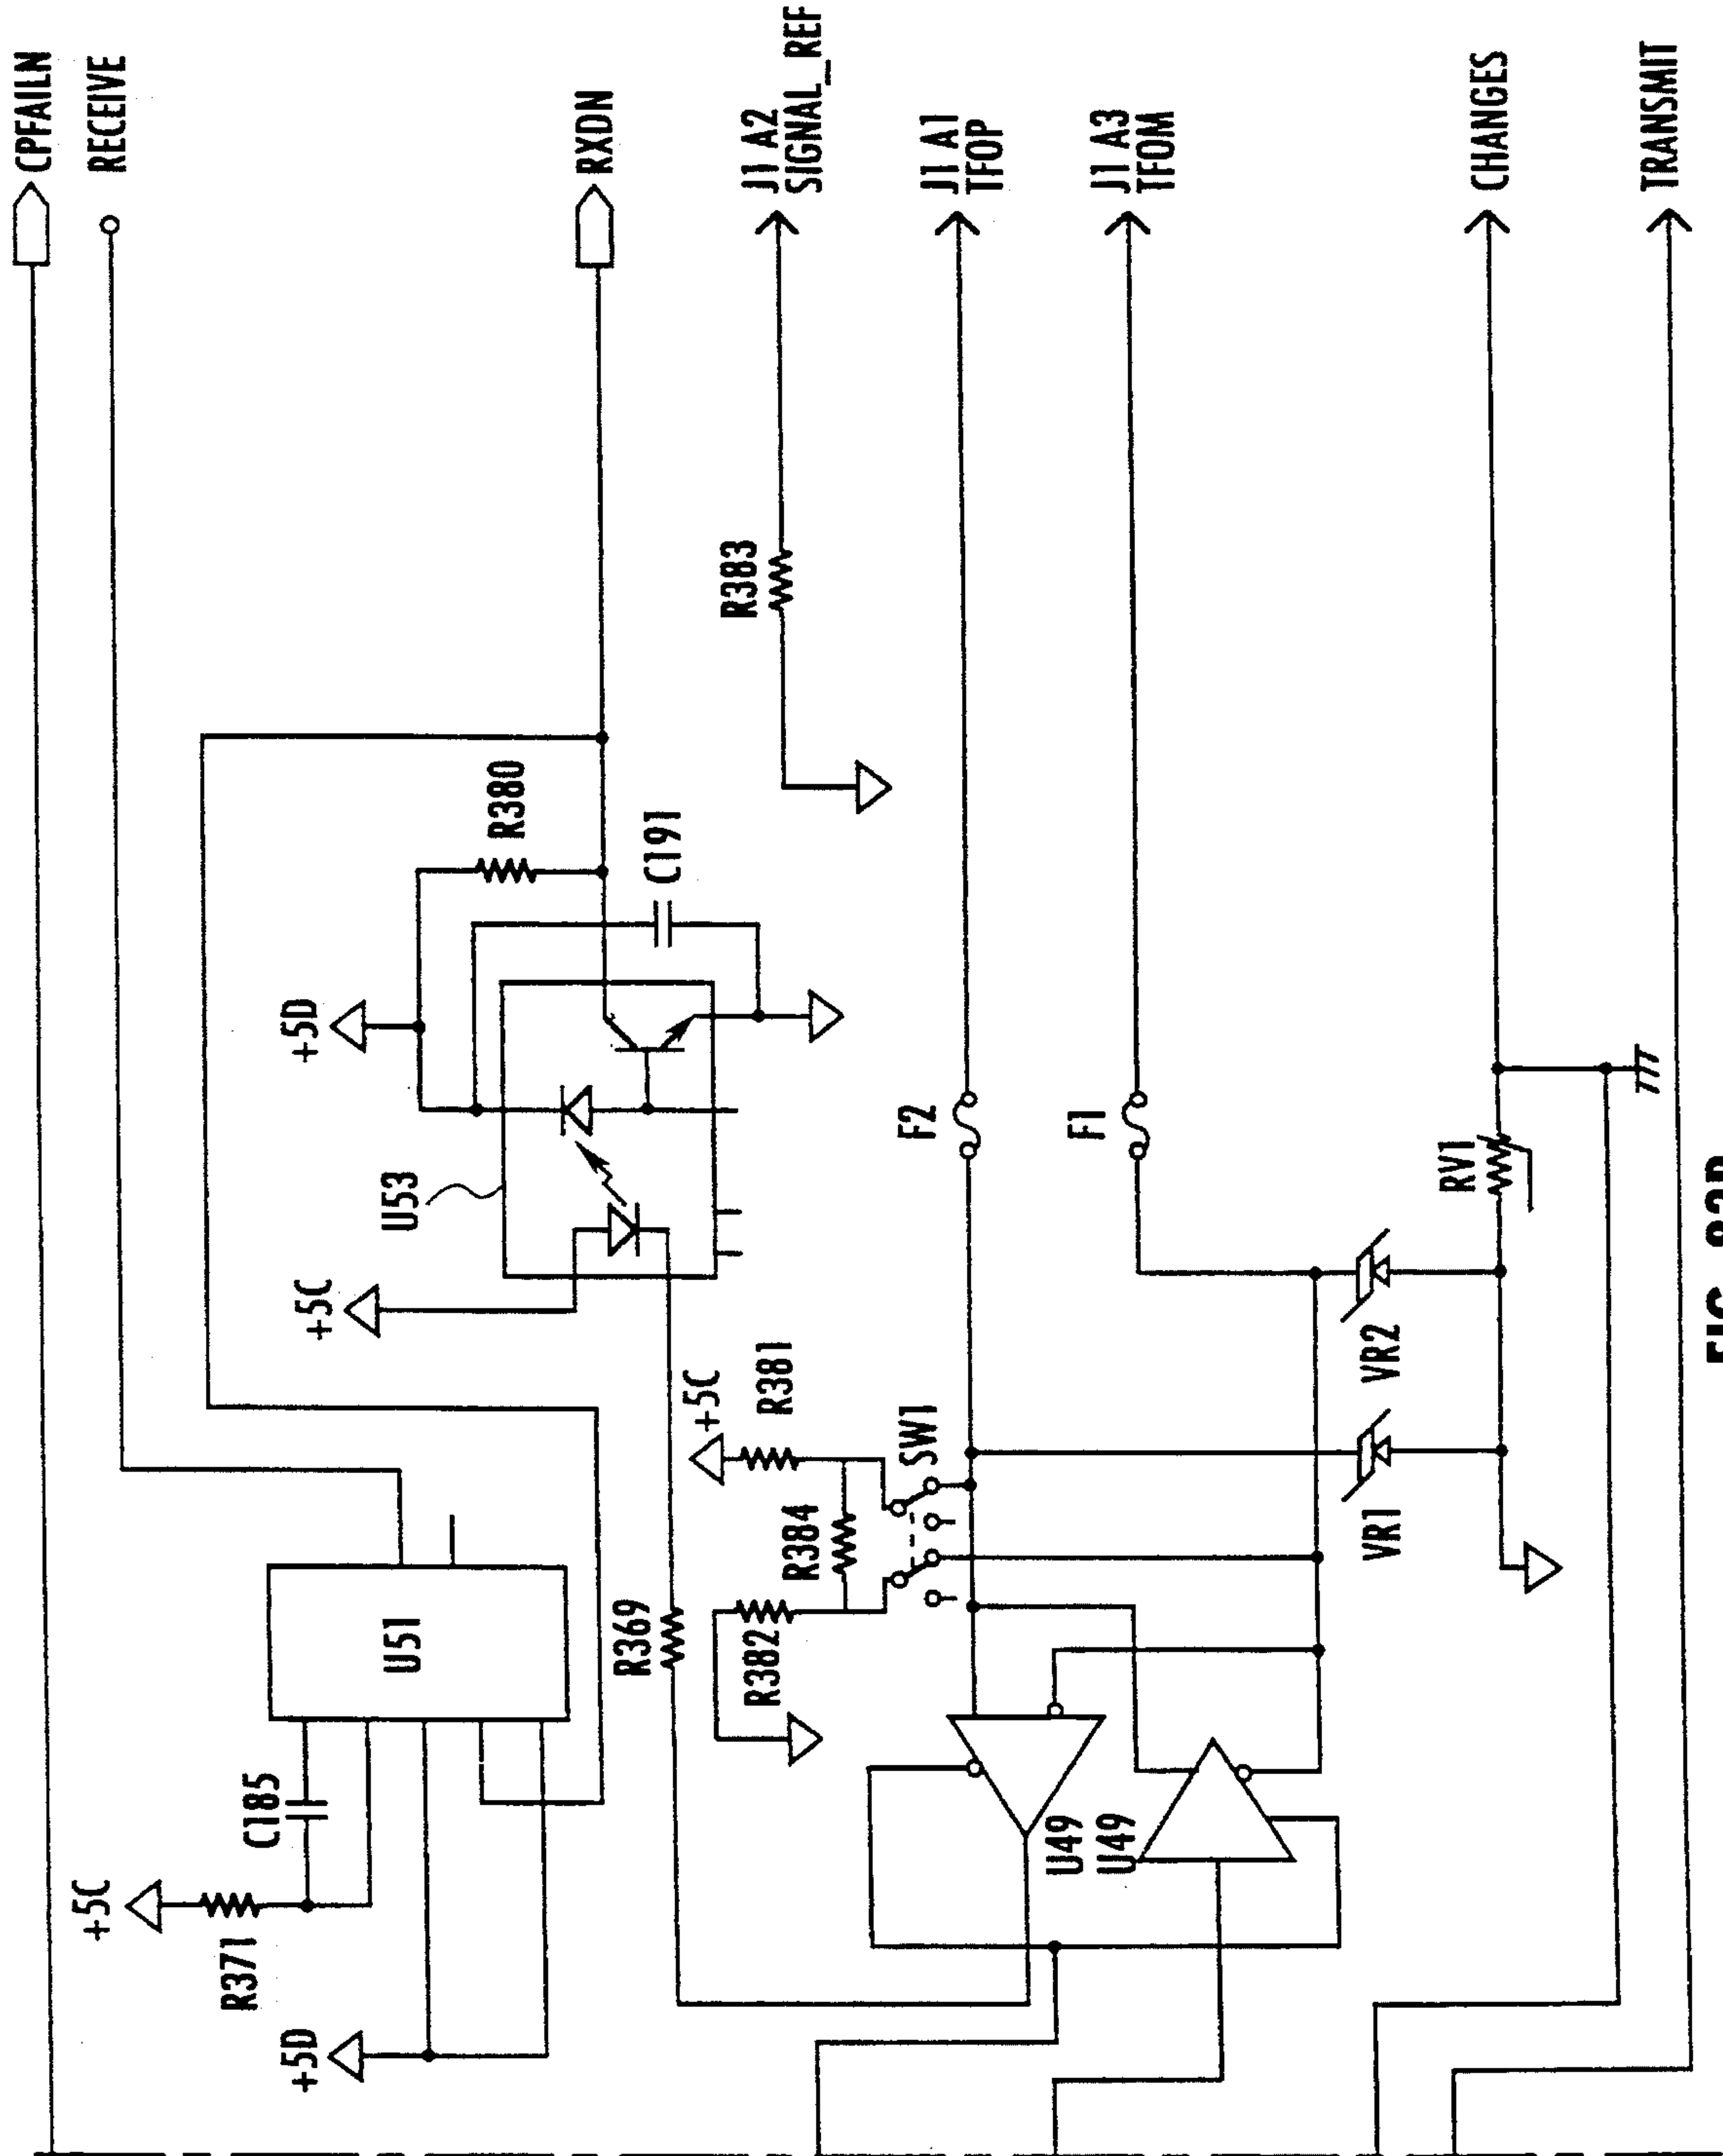 CPFAILN
RECEIVE
RXDN
J1 A2
SIGNAL_REF
J1 A1
TFOP
J1 A3
TFOM
CHANGES
TRANSMIT
R383
R380
C191
+5D
U53
+5C
F2
F1
RV1
VR2
VR1
+5C
R381
SW1
R384
R382
R369
U51
C185
+5C
R371
+5D
U49
U49